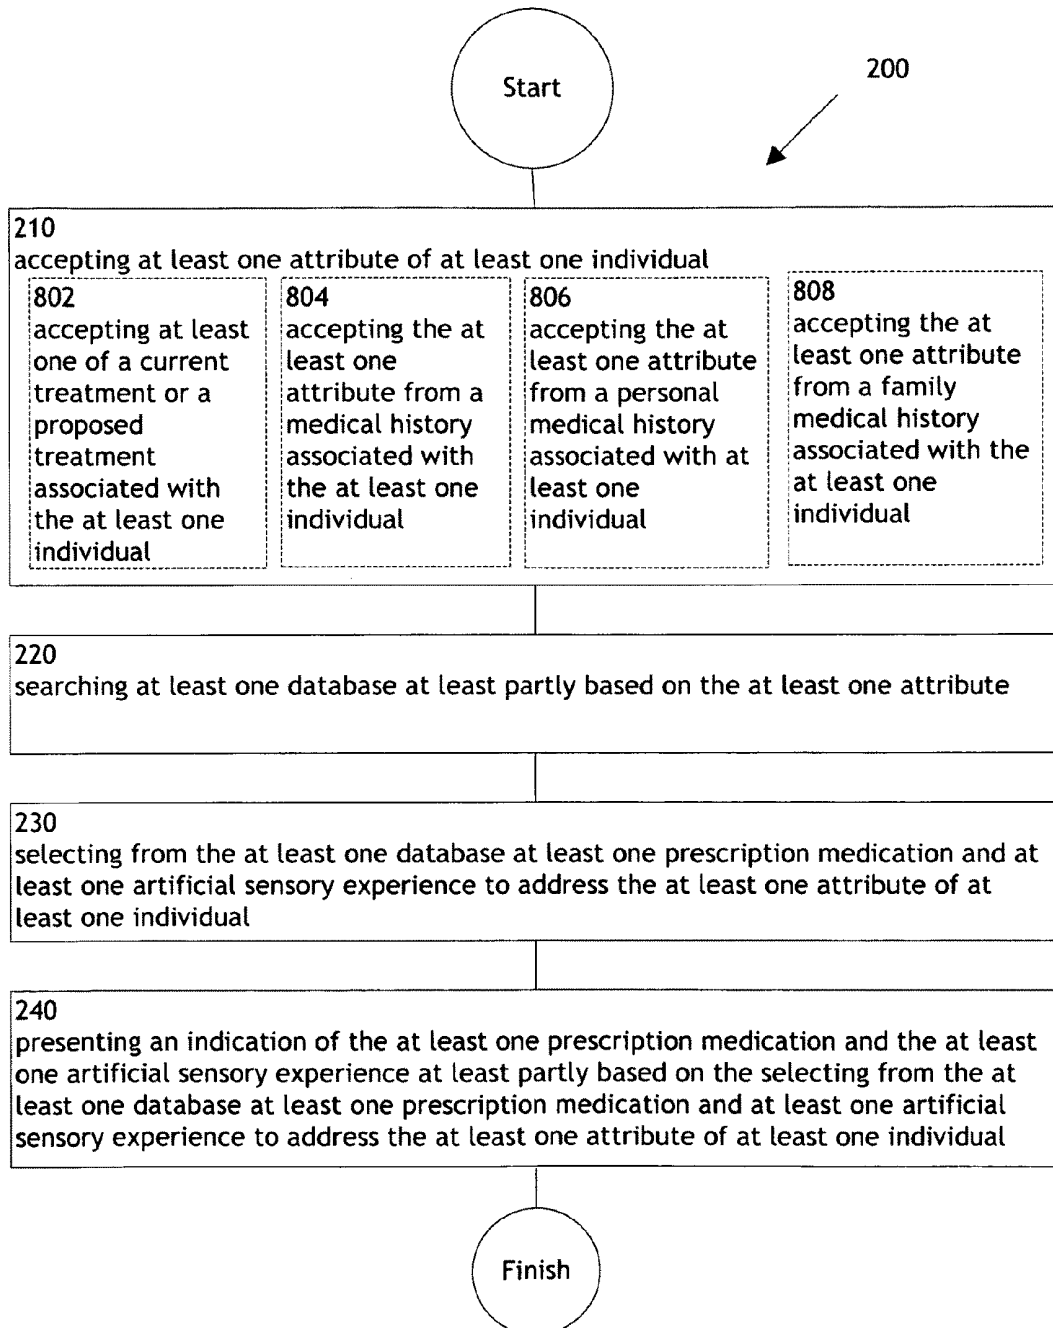 Start
200
210
accepting at least one attribute of at least one individual
802
accepting at least
one of a current
treatment or a
proposed
treatment
associated with
the at least one
individual
804
accepting the at
least one
attribute from a
medical history
associated with
the at least one
individual
806
accepting the at
least one attribute
from a personal
medical history
associated with at
least one
individual
808
accepting the at
least one attribute
from a family
medical history
associated with the
at least one
individual
220
searching at least one database at least partly based on the at least one attribute
230
selecting from the at least one database at least one prescription medication and at
least one artificial sensory experience to address the at least one attribute of at
least one individual
240
presenting an indication of the at least one prescription medication and the at least
one artificial sensory experience at least partly based on the selecting from the at
least one database at least one prescription medication and at least one artificial
sensory experience to address the at least one attribute of at least one individual
Finish